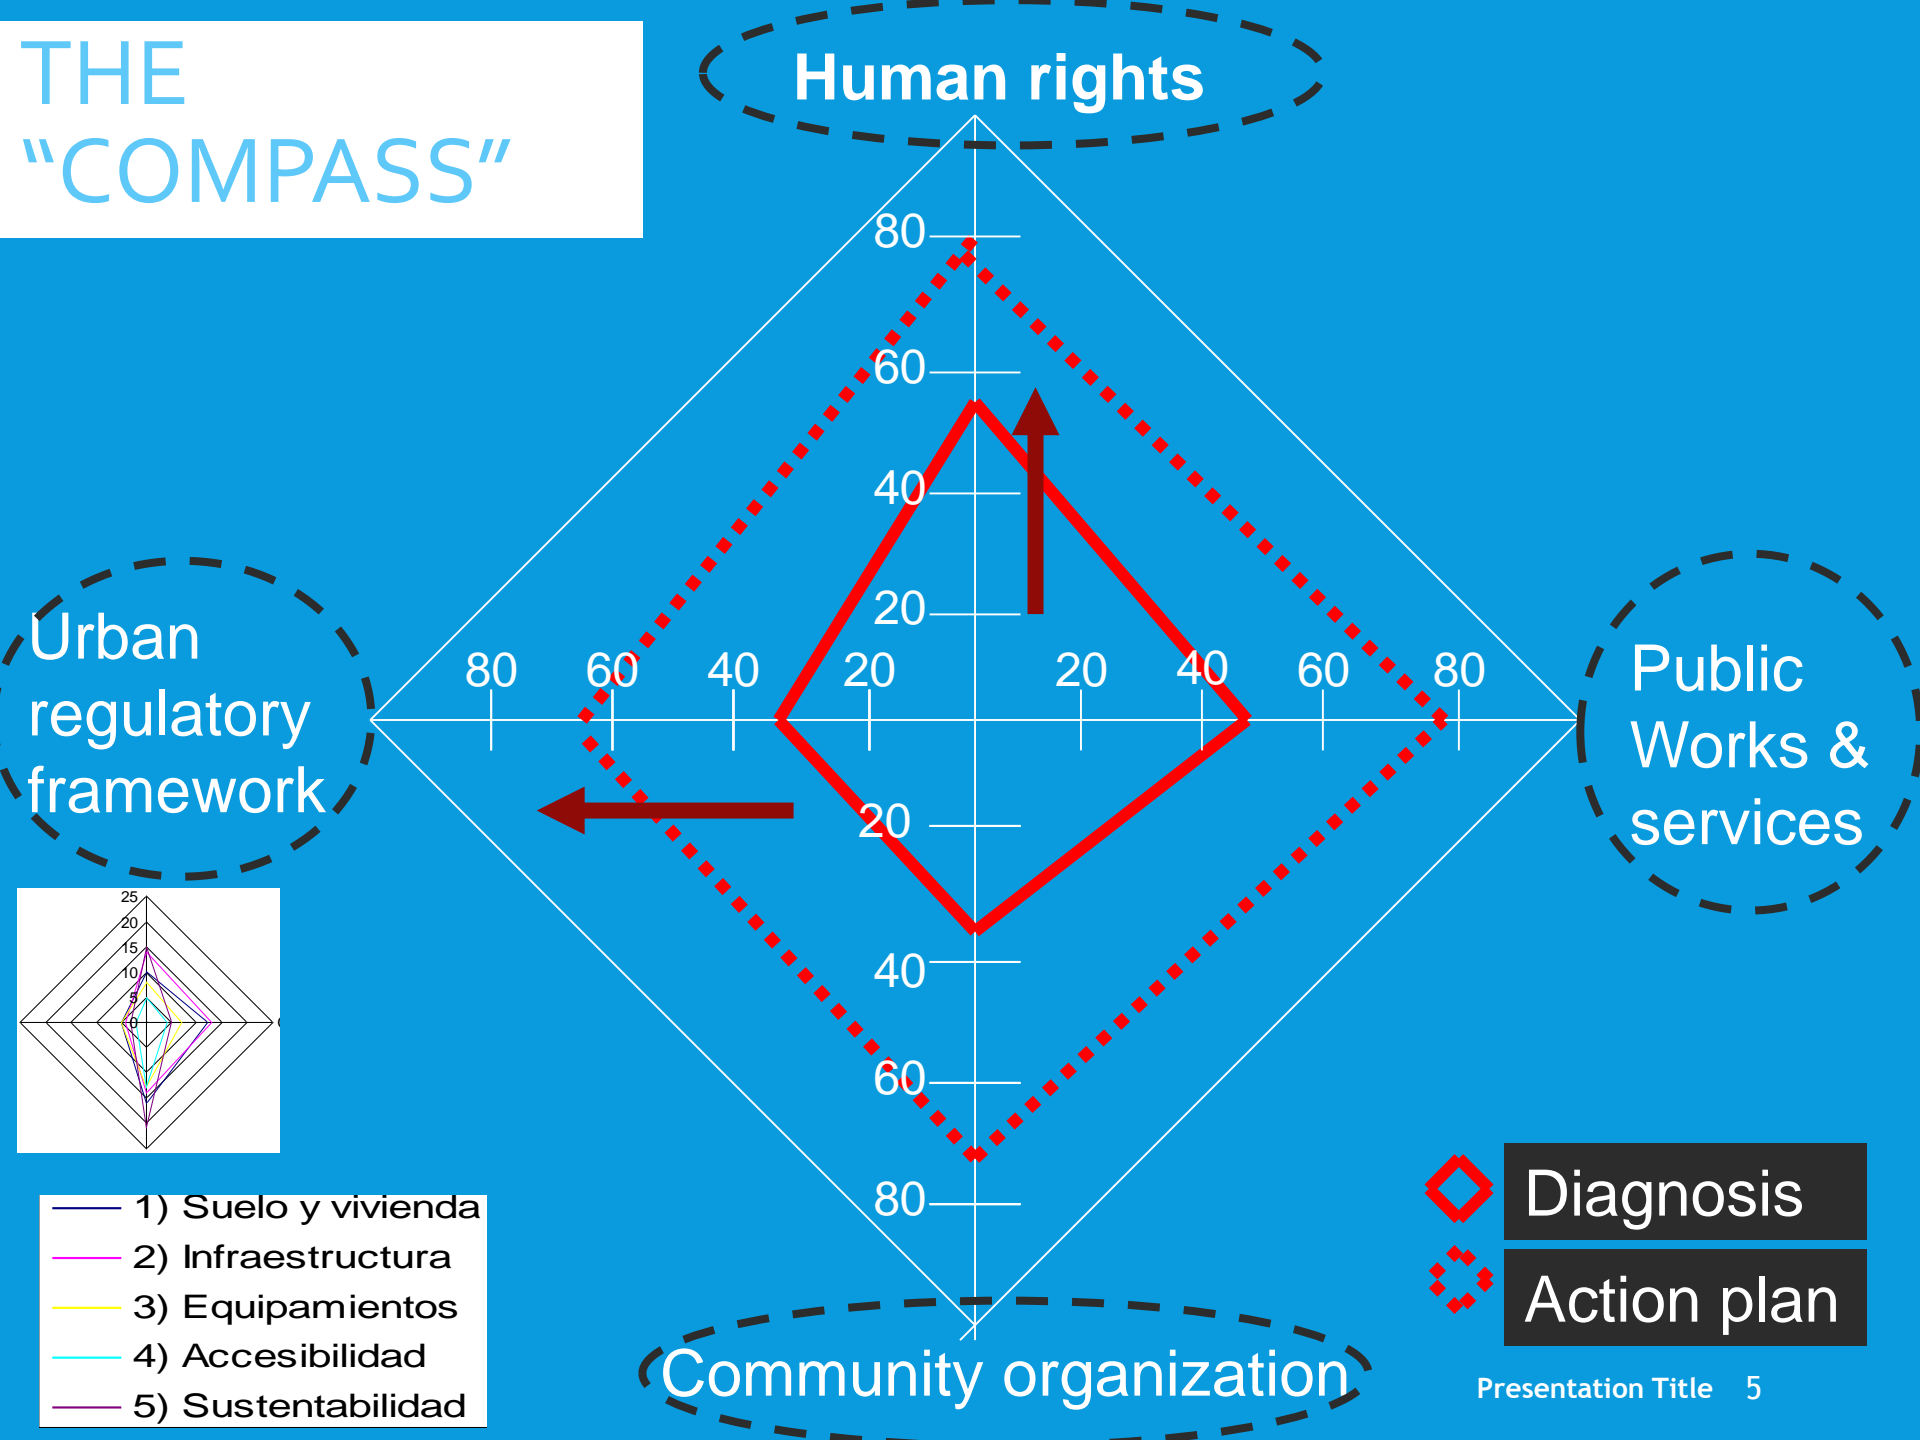 THE
“COMPASS”
Human rights
80
60
40
20
80
60
40
20
20
40
60
80
20
40
60
80
Urban
regulatory
framework
Public
Works &
services
25
20
15
10
5
0
1) Suelo y vivienda
2) Infraestructura
3) Equipamientos
4) Accesibilidad
5) Sustentabilidad
Diagnosis
Action plan
Community organization
Presentation Title 5